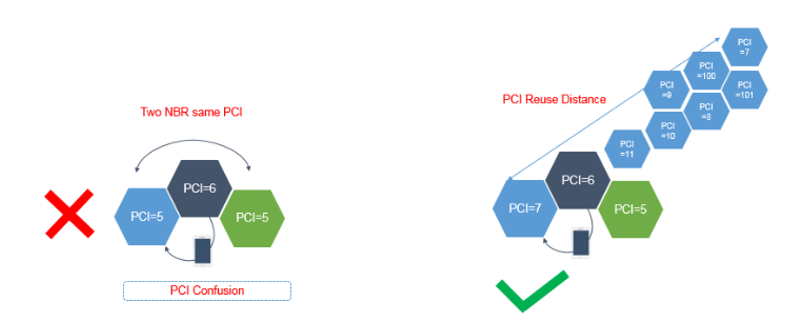 Two NBR same PCI
PCI=6
PCI=5
PCI=5
PCI Confusion
PCI Reuse Distance
PCI
=7
PCI
=100
PCI
=9
PCI
=101
PCI
=8
PCI
=10
PCI
=11
PCI=6
PCI=7
PCI=5